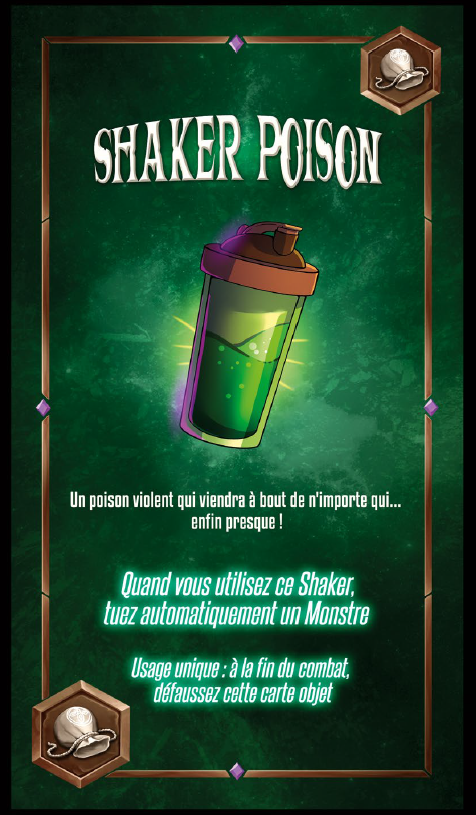 SHAKER POISON
Un poison violent qui viendra à bout de n'importe qui...
enfin presque !
Quand vous utilisez ce Shaker,
tuez automatiquement un Monstre
Usage unique : à la fin du combat,
défaussez cette carte objet